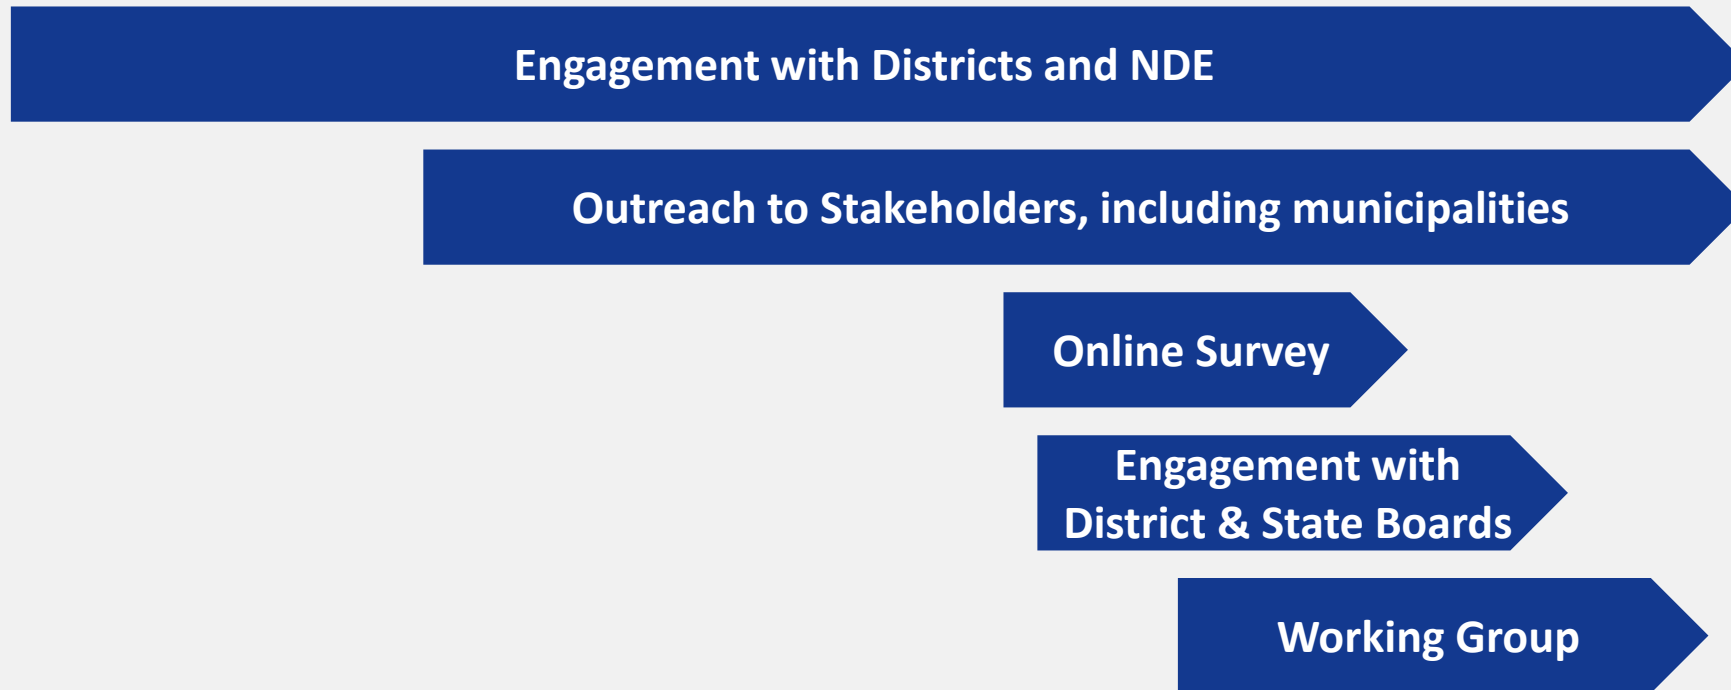 Engagement with Districts and NDE
Outreach to Stakeholders, including municipalities
Online Survey
Engagement with
District & State Boards
Working Group